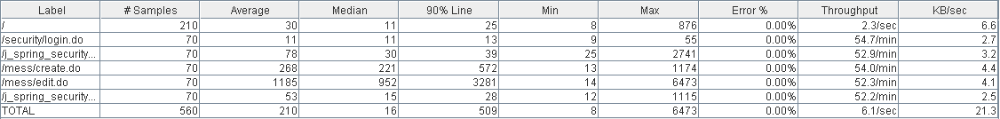 Label # Samples Average Median 90% Line Min Max Error % Throughput KB/sec
/ 210 30 11 25 8 876 0.00% 2.3/sec 6.6
/security/login.do 70 11 11 13 9 55 0.00% 54.7/min 2.7
/j_spring_security... 70 78 30 39 25 2741 0.00% 52.9/min 3.2
/mess/create.do 70 268 221 572 13 1174 0.00% 54.0/min 4.4
/mess/edit.do 70 1185 952 3281 14 6473 0.00% 52.3/min 4.1
/j_spring_security... 70 53 15 28 12 1115 0.00% 52.2/min 2.5
TOTAL 560 210 16 509 8 6473 0.00% 6.1/sec 21.3